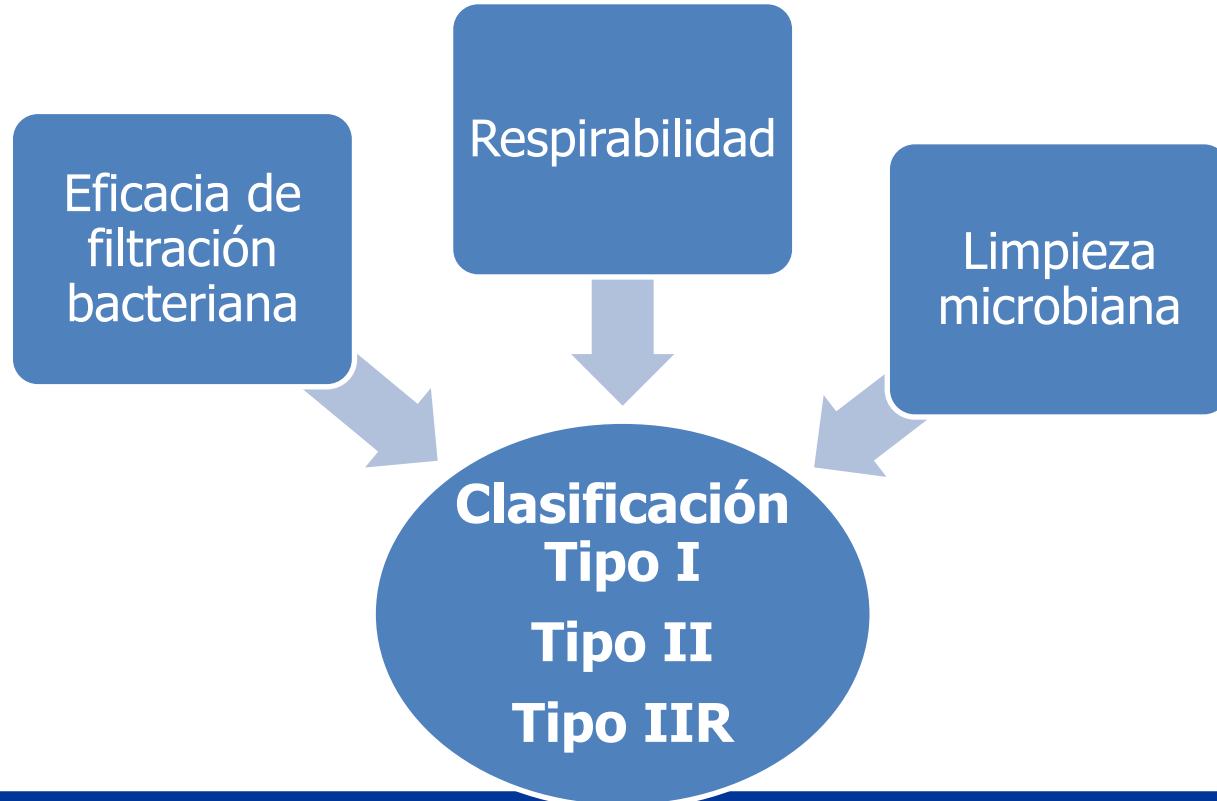 Eficacia de
filtración
bacteriana
Respirabilidad
Limpieza
microbiana
Clasificación
Tipo I
Tipo II
Tipo IIR